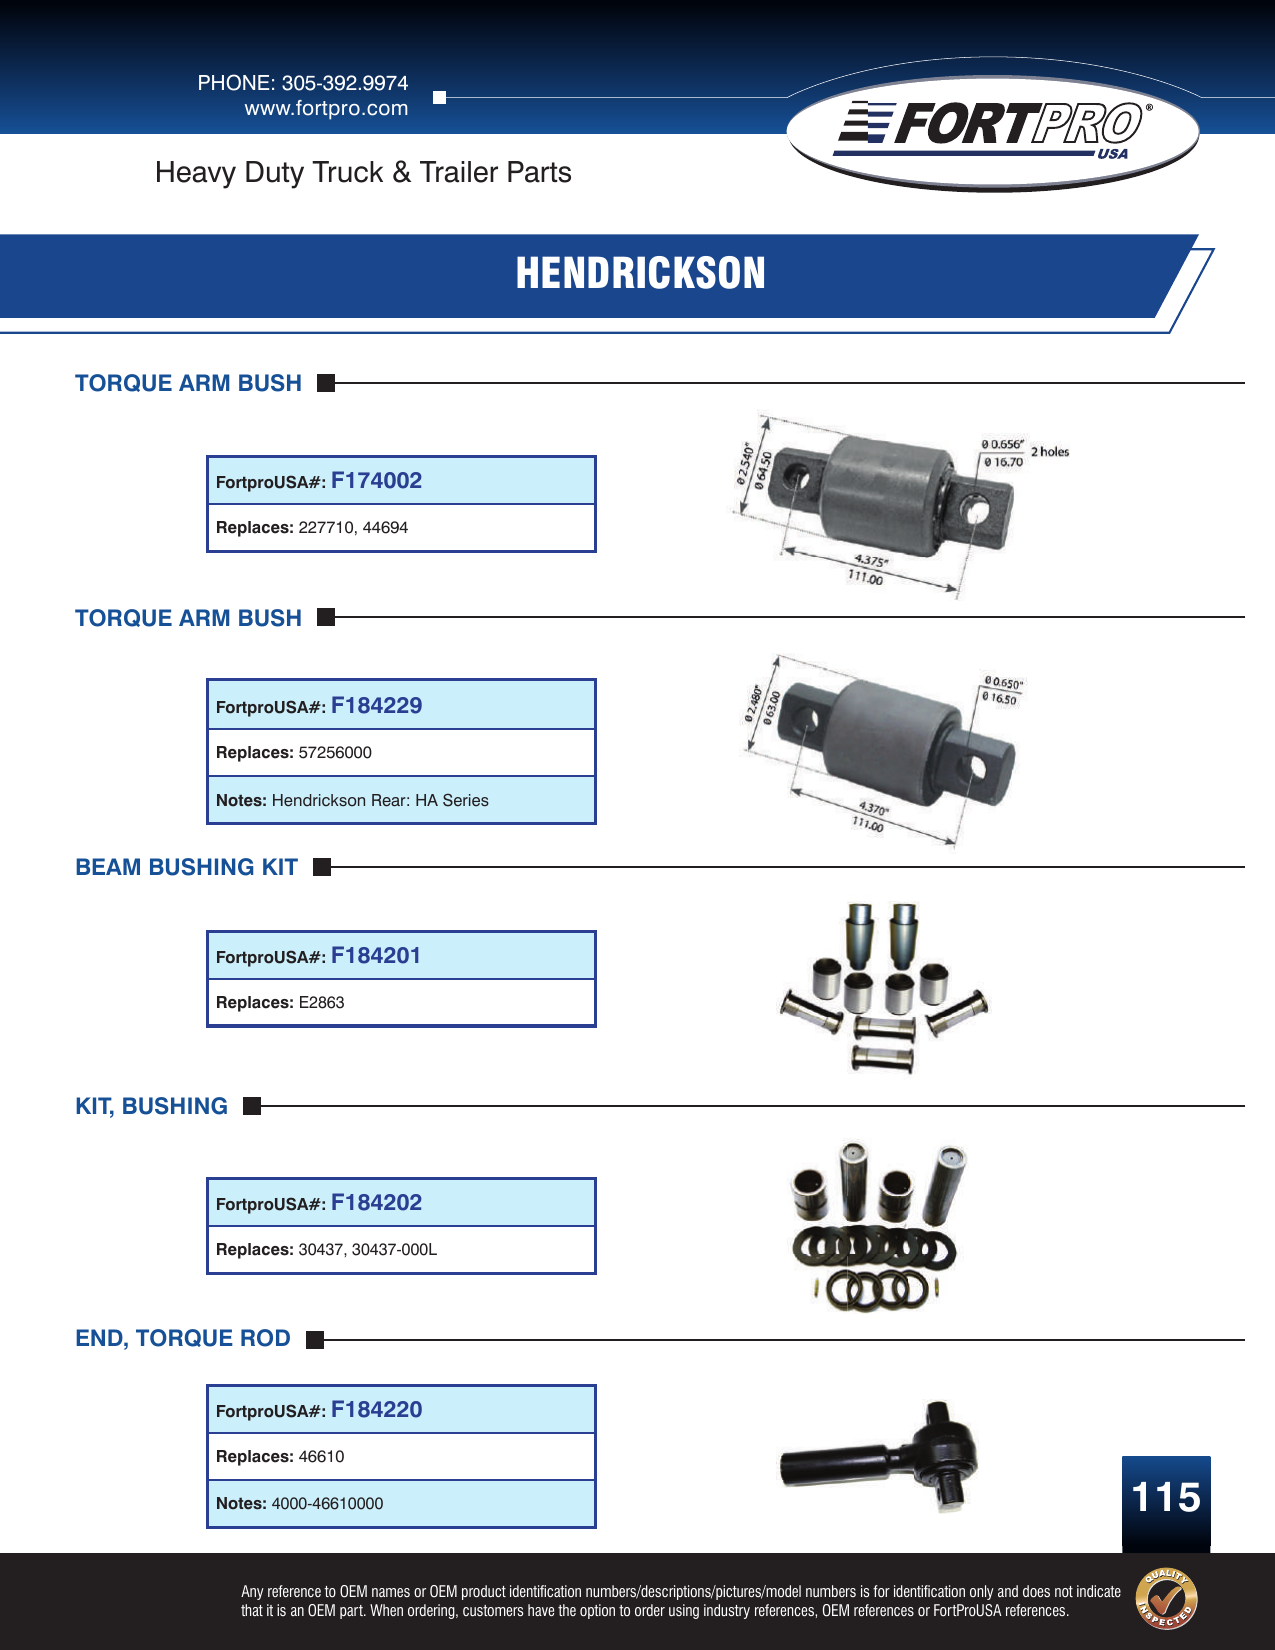 PHONE: 305-392.9974
www.fortpro.com
FORTPRO®
USA
Heavy Duty Truck & Trailer Parts
HENDRICKSON
TORQUE ARM BUSH
FortproUSA#: F174002
Replaces: 227710, 44694
Ø 2.540"
Ø 64.50
Ø 0.656"
Ø 16.70
2 holes
4.375"
111.00
TORQUE ARM BUSH
FortproUSA#: F184229
Replaces: 57256000
Notes: Hendrickson Rear: HA Series
Ø 2.480"
Ø 63.00
Ø 0.650"
Ø 16.50
4.370"
111.00
BEAM BUSHING KIT
FortproUSA#: F184201
Replaces: E2863
KIT, BUSHING
FortproUSA#: F184202
Replaces: 30437, 30437-000L
END, TORQUE ROD
FortproUSA#: F184220
Replaces: 46610
Notes: 4000-46610000
115
Any reference to OEM names or OEM product identification numbers/descriptions/pictures/model numbers is for identification only and does not indicate
that it is an OEM part. When ordering, customers have the option to order using industry references, OEM references or FortProUSA references.
QUALITY
INSPECTED